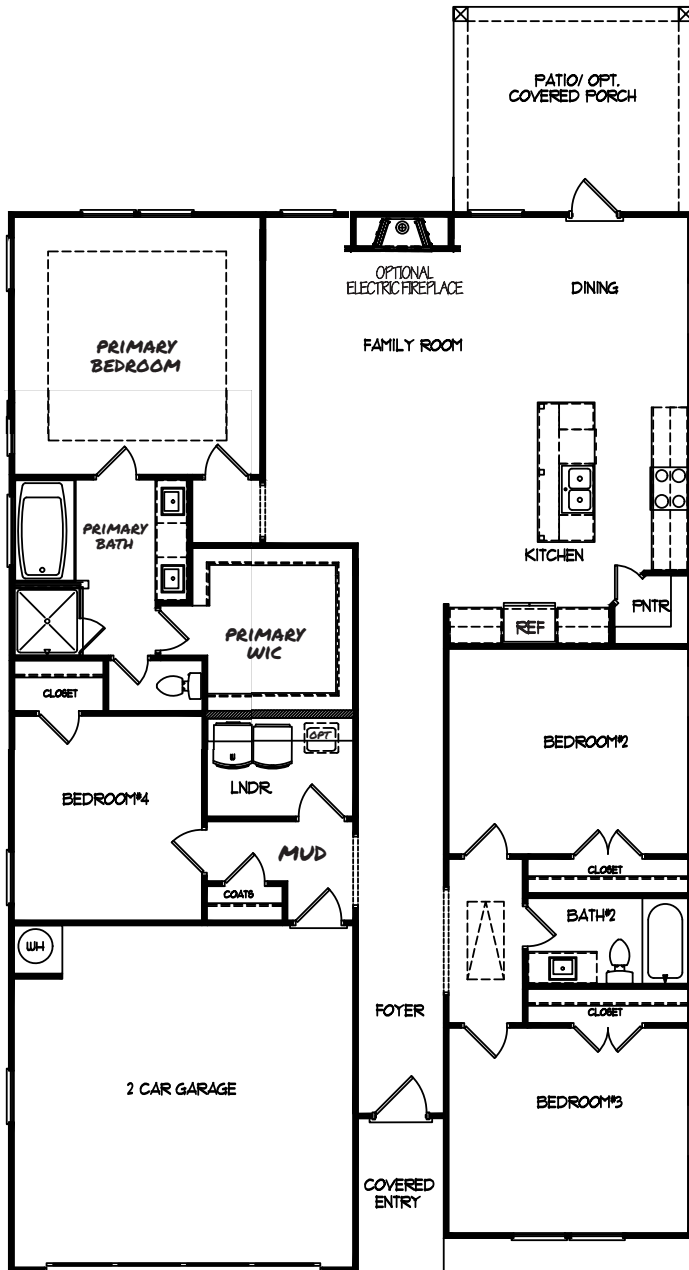 PATIO/ OPT.
COVERED PORCH
OPTIONAL
ELECTRIC FIREPLACE
DINING
FAMILY ROOM
PRIMARY
BEDROOM
PRIMARY
BATH
KITCHEN
PNTR
REF
PRIMARY
WIC
CLOSET
OPT
W
LNDR
BEDROOM#2
BEDROOM#4
MUD
CLOSET
COATS
BATH#2
WH
CLOSET
FOYER
2 CAR GARAGE
BEDROOM#3
COVERED
ENTRY